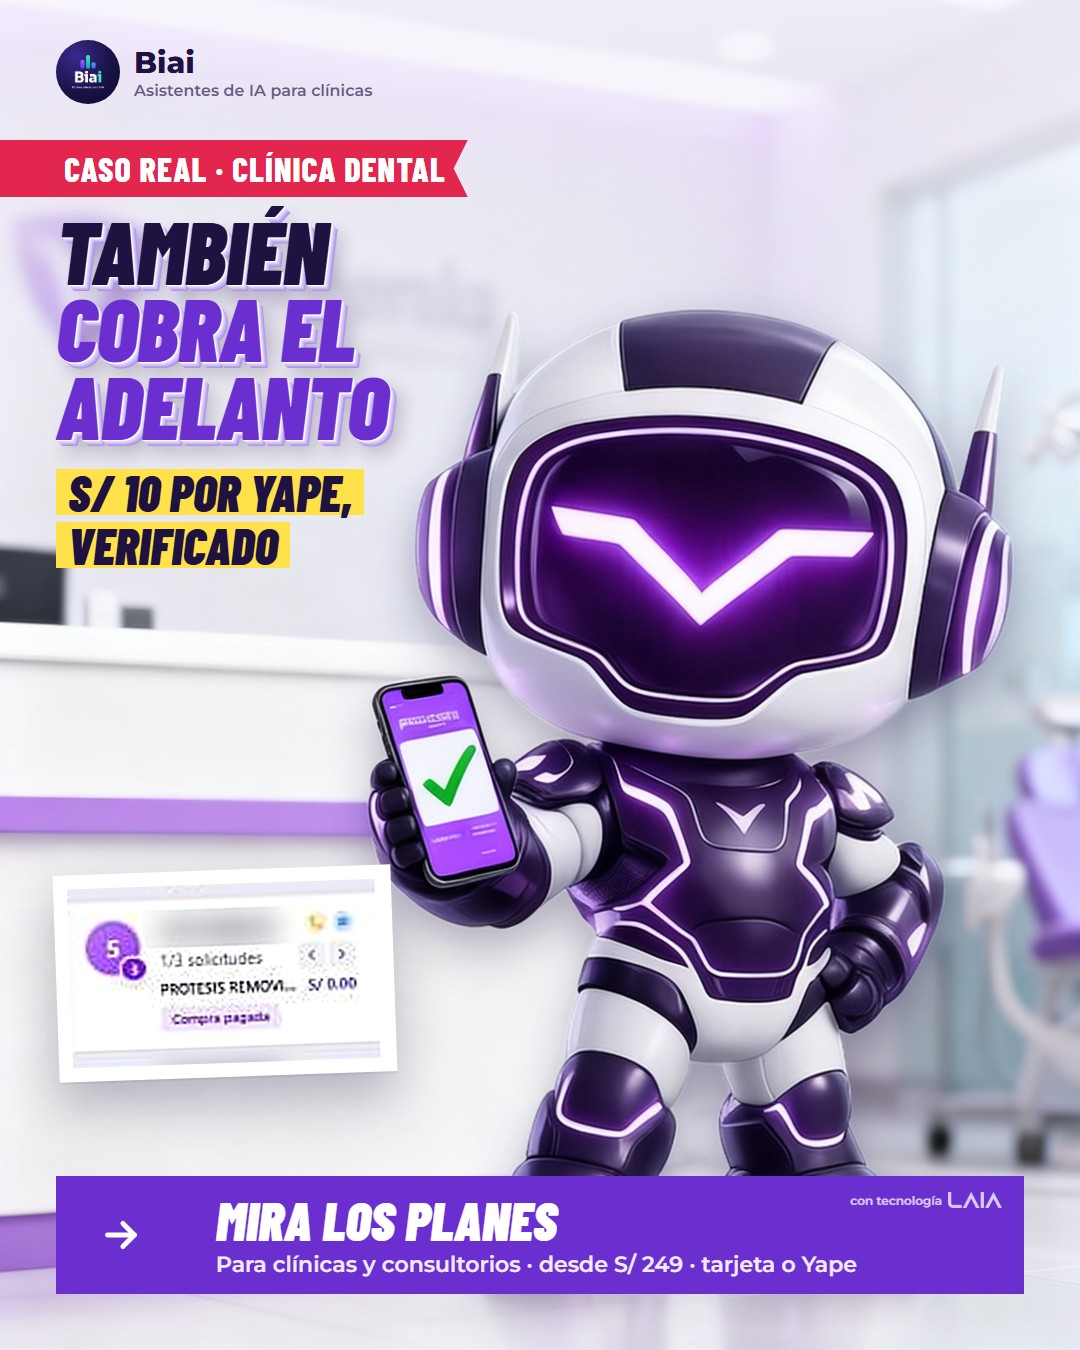 Biai
Biai
Asistentes de IA para clínicas
CASO REAL · CLÍNICA DENTAL
TAMBIÉN
COBRA EL
ADELANTO
S/ 10 POR YAPE,
VERIFICADO
S
3
1/3 solicitudes
PROTESIS REMOVI... S/ 0.00
Compra pagada
con tecnología LAIA
MIRA LOS PLANES
Para clínicas y consultorios · desde S/ 249 · tarjeta o Yape